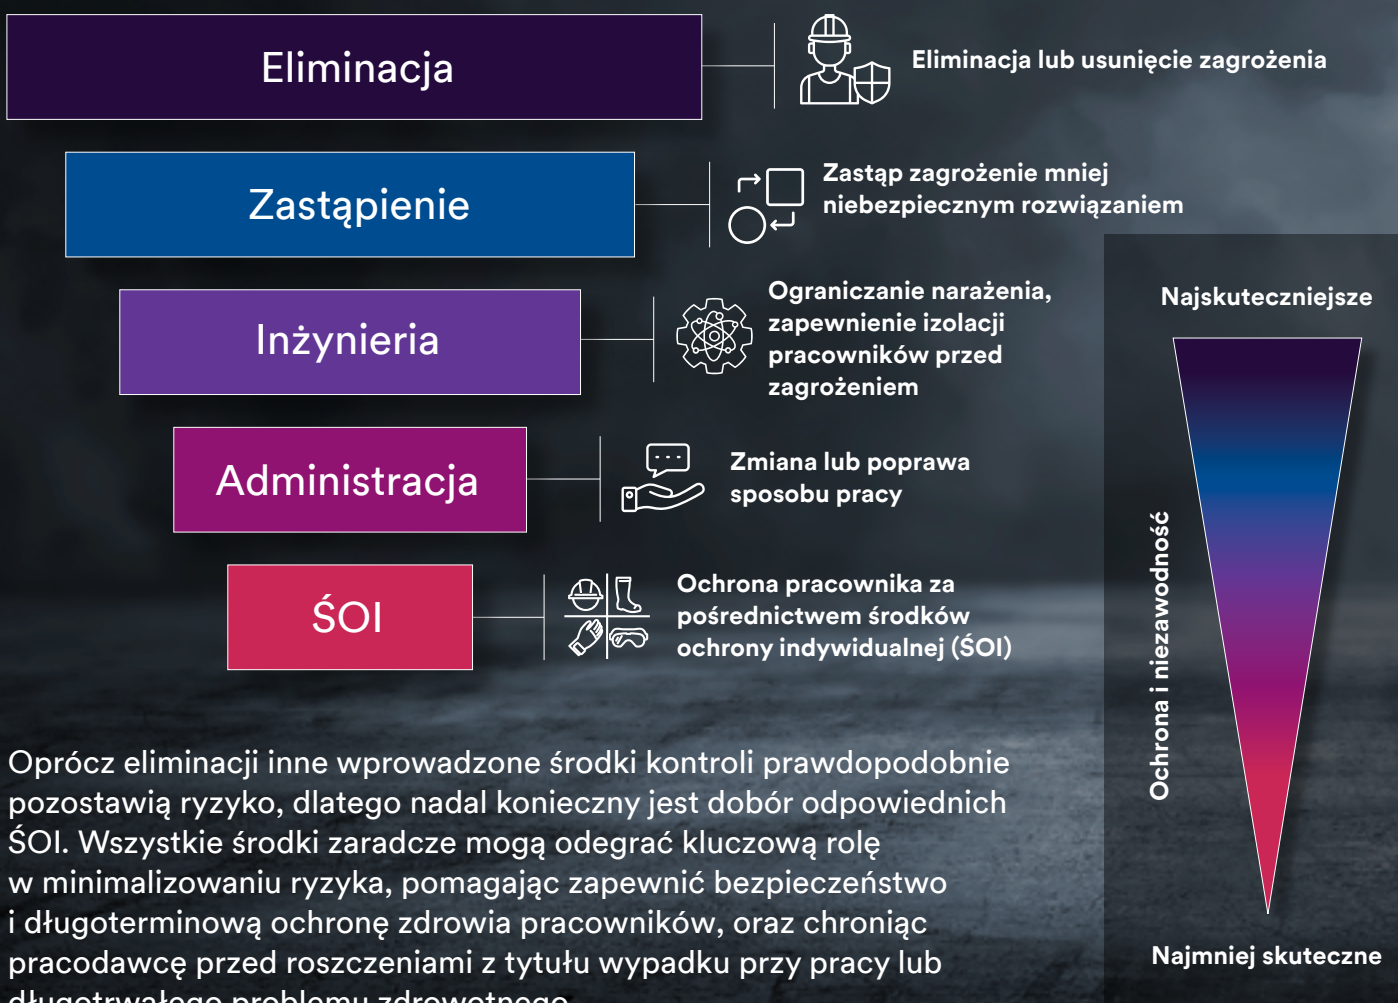 Eliminacja
Eliminacja lub usunięcie zagrożenia
Zastąpienie
Zastąp zagrożenie mniej
niebezpiecznym rozwiązaniem
Inżynieria
Ograniczanie narażenia,
zapewnienie izolacji
pracowników przed
zagrożeniem
Administracja
Zmiana lub poprawa
sposobu pracy
ŚOI
Ochrona pracownika za
pośrednictwem środków
ochrony indywidualnej (ŚOI)
Najskuteczniejsze
Ochrona i niezawodność
Najmniej skuteczne
Oprócz eliminacji inne wprowadzone środki kontroli prawdopodobnie
pozostawią ryzyko, dlatego nadal konieczny jest dobór odpowiednich
ŚOI. Wszystkie środki zaradcze mogą odegrać kluczową rolę
w minimalizowaniu ryzyka, pomagając zapewnić bezpieczeństwo
i długoterminową ochronę zdrowia pracowników, oraz chroniąc
pracodawcę przed roszczeniami z tytułu wypadku przy pracy lub
długotrwałego problemu zdrowotnego